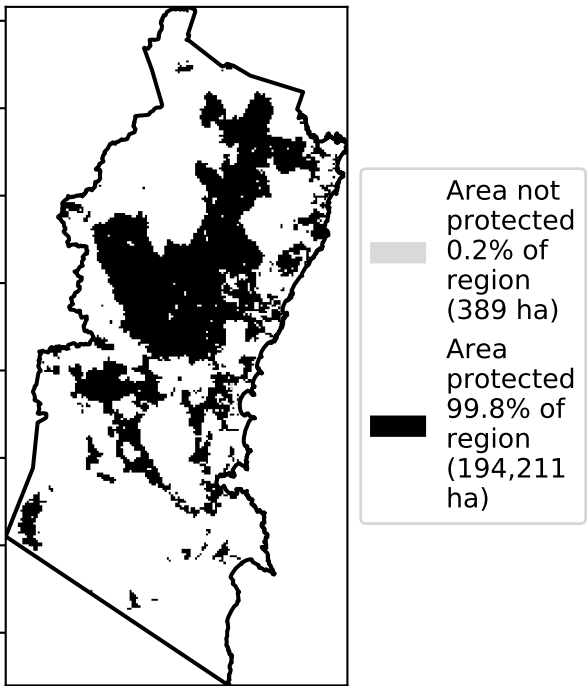 Area not
protected
0.2% of
region
(389 ha)
Area
protected
99.8% of
region
(194,211
ha)